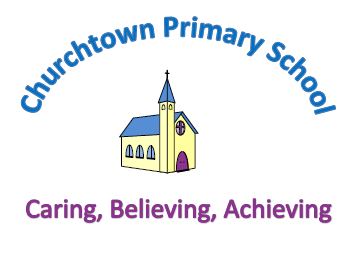 Churchtown Primary School
Caring, Believing, Achieving